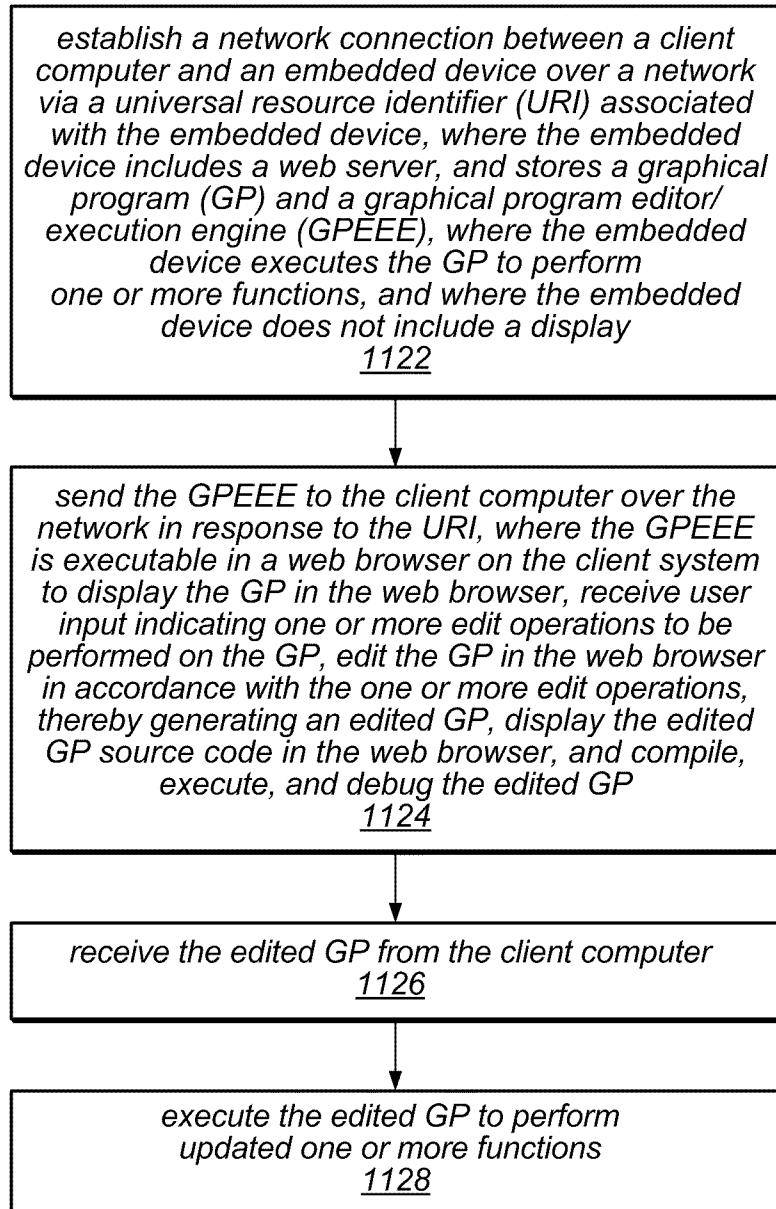 establish a network connection between a client
computer and an embedded device over a network
via a universal resource identifier (URI) associated
with the embedded device, where the embedded
device includes a web server, and stores a graphical
program (GP) and a graphical program editor/
execution engine (GPEEE), where the embedded
device executes the GP to perform
one or more functions, and where the embedded
device does not include a display
1122
send the GPEEE to the client computer over the
network in response to the URI, where the GPEEE
is executable in a web browser on the client system
to display the GP in the web browser, receive user
input indicating one or more edit operations to be
performed on the GP, edit the GP in the web browser
in accordance with the one or more edit operations,
thereby generating an edited GP, display the edited
GP source code in the web browser, and compile,
execute, and debug the edited GP
1124
receive the edited GP from the client computer
1126
execute the edited GP to perform
updated one or more functions
1128